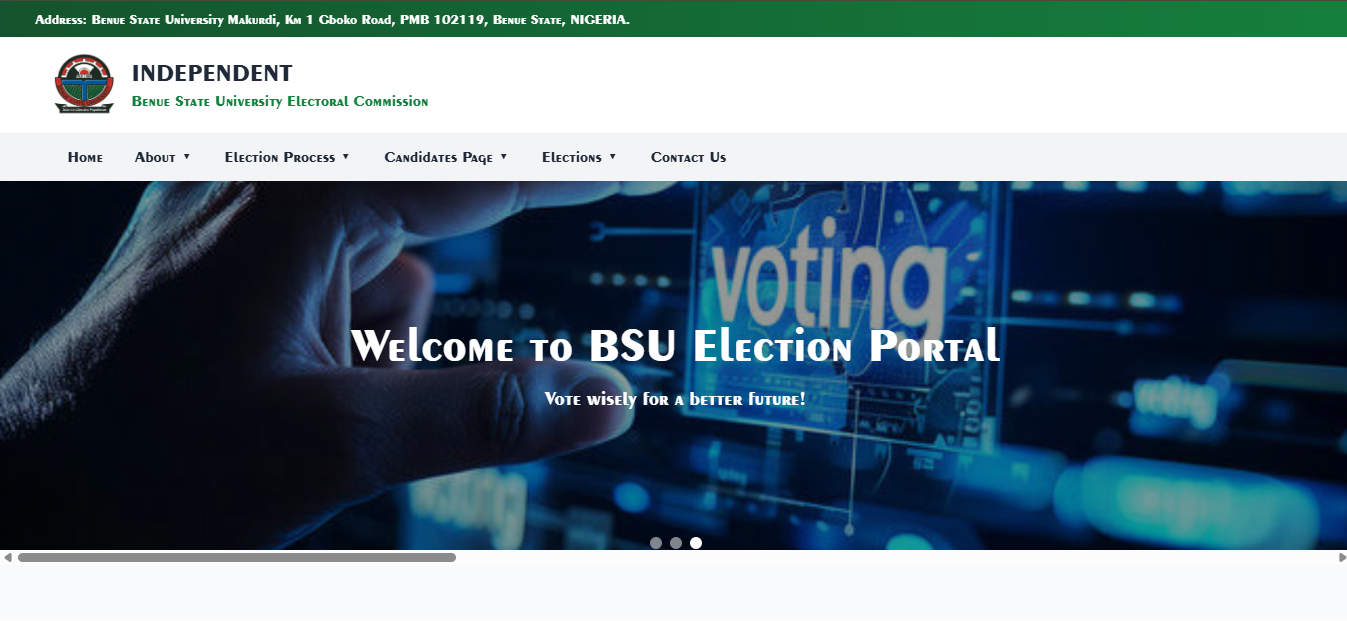 Address: Benue State University Makurdi, Km 1 Gboko Road, PMB 102119, Benue State, NIGERIA.
INDEPENDENT
Benue State University Electoral Commission
Home
About ▼
Election Process ▼
Candidates Page ▼
Elections ▼
Contact Us
voting
Welcome to BSU Election Portal
Vote wisely for a better future!